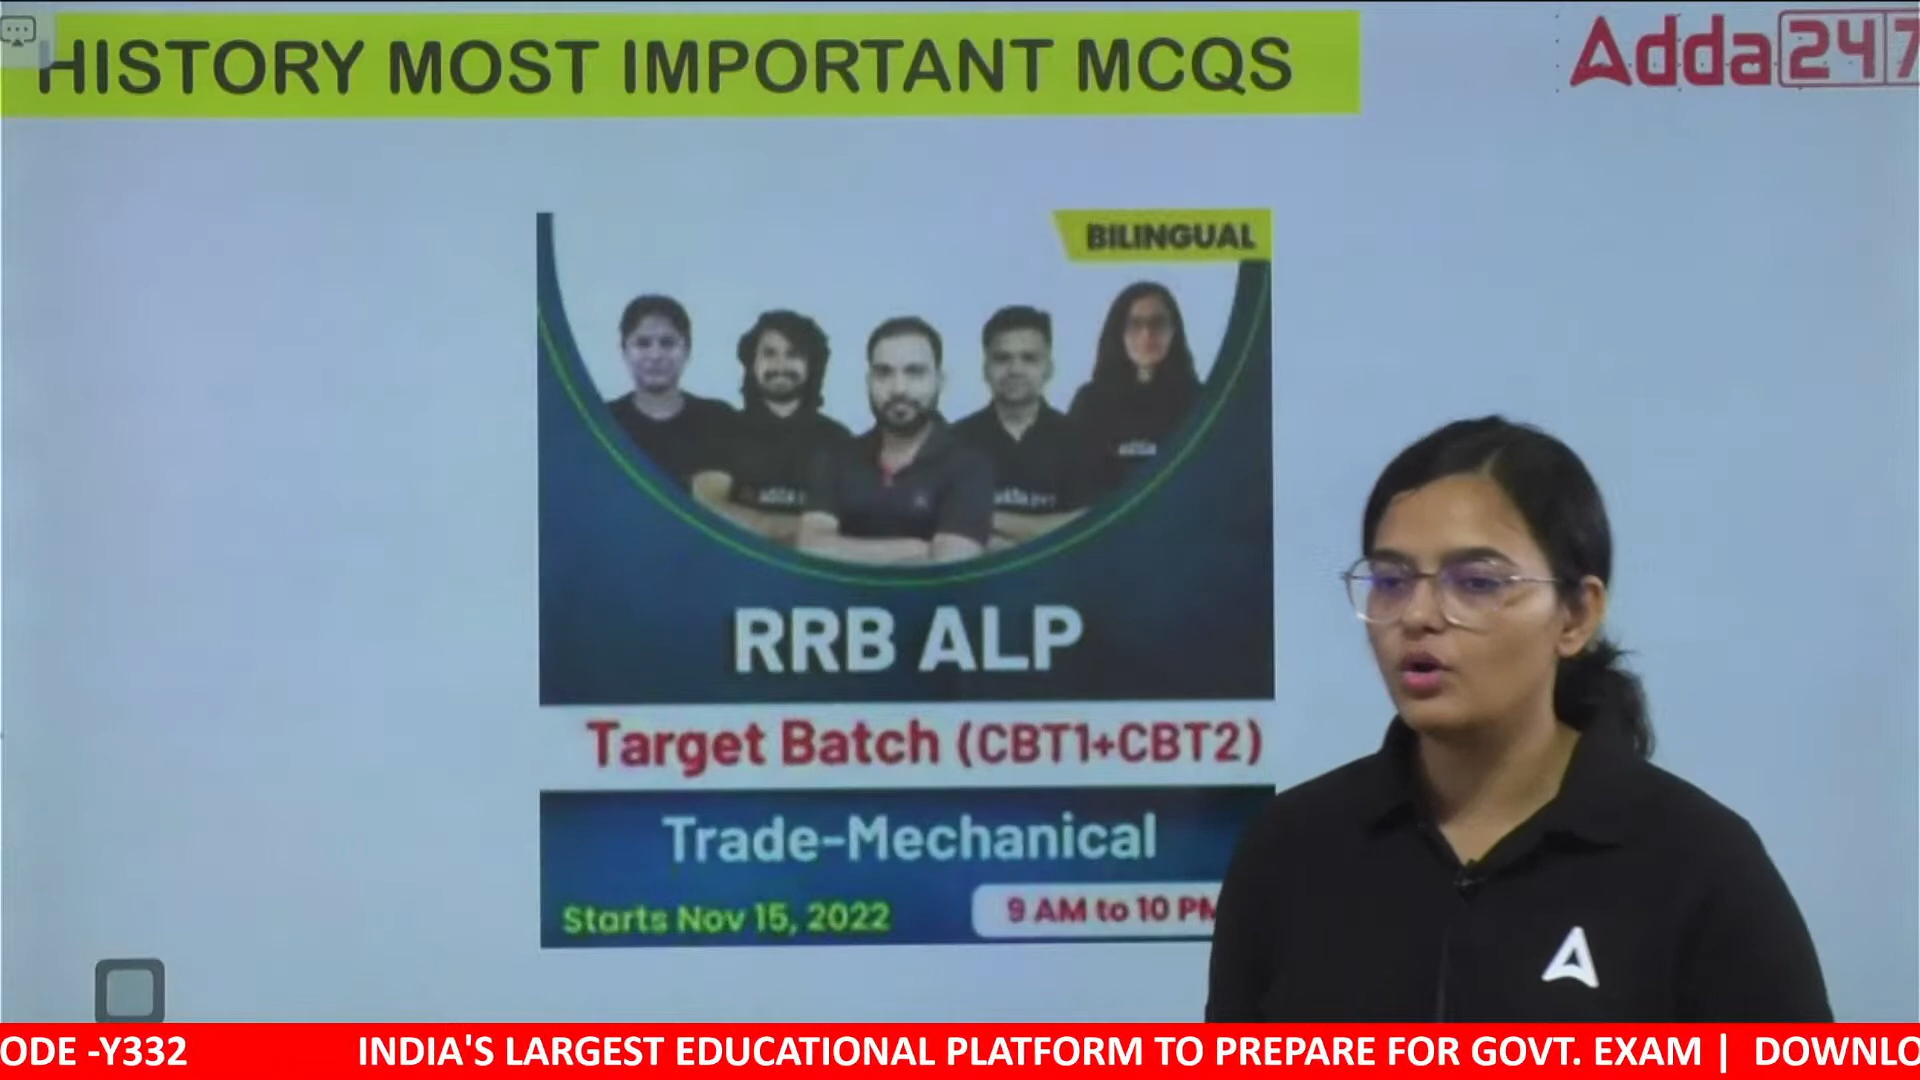 HISTORY MOST IMPORTANT MCQS
Adda247
BILINGUAL
RRB ALP
Target Batch (CBT1+CBT2)
Trade-Mechanical
Starts Nov 15, 2022
9 AM to 10 PM
ODE -Y332 INDIA'S LARGEST EDUCATIONAL PLATFORM TO PREPARE FOR GOVT. EXAM | DOWNLO